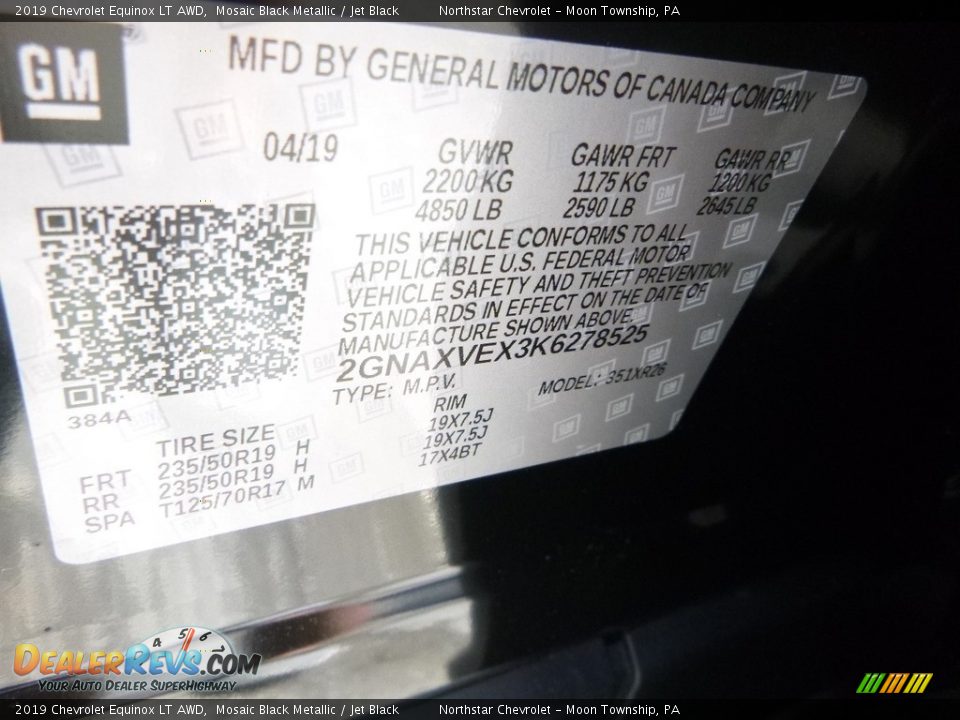 2019 Chevrolet Equinox LT AWD, Mosaic Black Metallic / Jet Black Northstar Chevrolet - Moon Township, PA
GM
MFD BY GENERAL MOTORS OF CANADA COMPANY
04/19 GVWR GAWR FRT GAWR RR
2200 KG 1175 KG 1200 KG
4850 LB 2590 LB 2645 LB
THIS VEHICLE CONFORMS TO ALL
APPLICABLE U.S. FEDERAL MOTOR
VEHICLE SAFETY AND THEFT PREVENTION
STANDARDS IN EFFECT ON THE DATE OF
MANUFACTURE SHOWN ABOVE.
2GNAXVEX3K6278525
TYPE: M.P.V. MODEL: 351XR26
384A
TIRE SIZE RIM
FRT 235/50R19 H 19X7.5J
RR 235/50R19 H 19X7.5J
SPA T125/70R17 M 17X4BT
4 5 6
DEALERREVS.COM
YOUR AUTO DEALER SUPERHIGHWAY
2019 Chevrolet Equinox LT AWD, Mosaic Black Metallic / Jet Black Northstar Chevrolet - Moon Township, PA